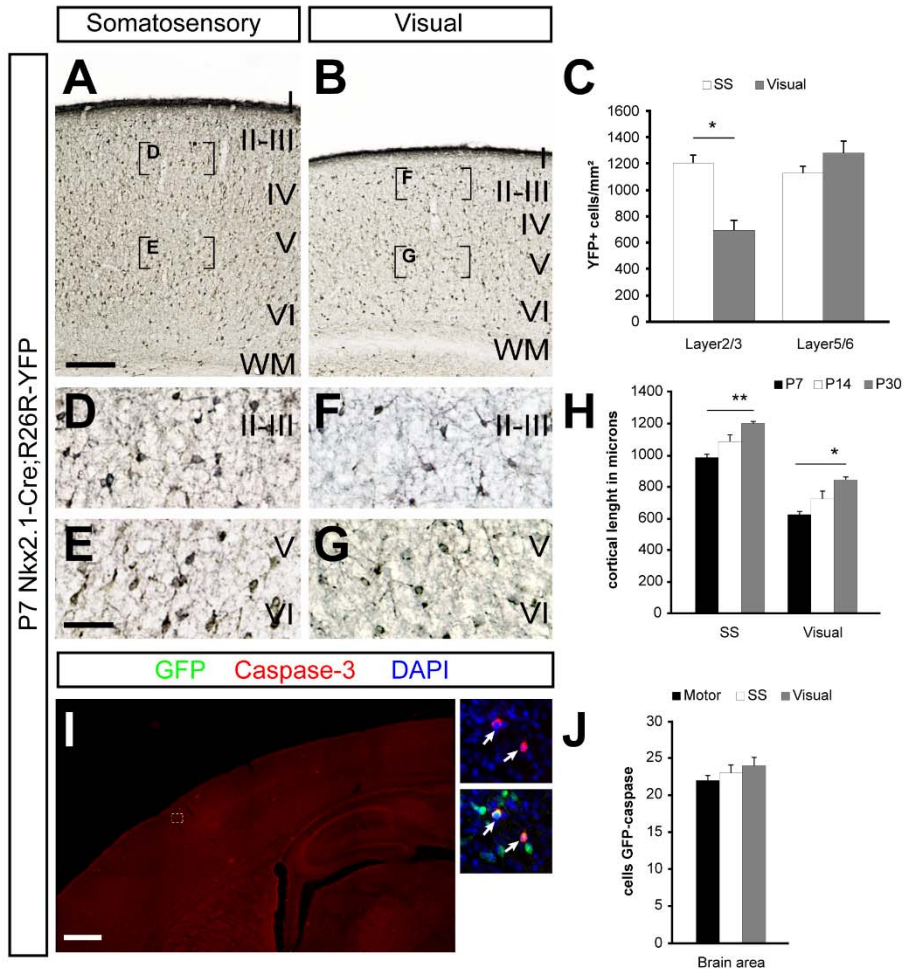 Somatosensory
Visual
P7 Nkx2.1-Cre;R26R-YFP
A
I
II-III
D
IV
E
V
VI
WM
B
I
F
II-III
IV
G
V
VI
WM
C
SS Visual
YFP+ cells/mm²
1600
1400
1200
1000
800
600
400
200
0
*
Layer2/3 Layer5/6
D
II-III
F
II-III
E
V
VI
G
V
VI
H
P7 P14 P30
cortical lenght in microns
1400
1200
1000
800
600
400
200
0
**
*
SS Visual
GFP Caspase-3 DAPI
I
J
Motor SS Visual
cells GFP-caspase
30
25
20
15
10
5
0
Brain area